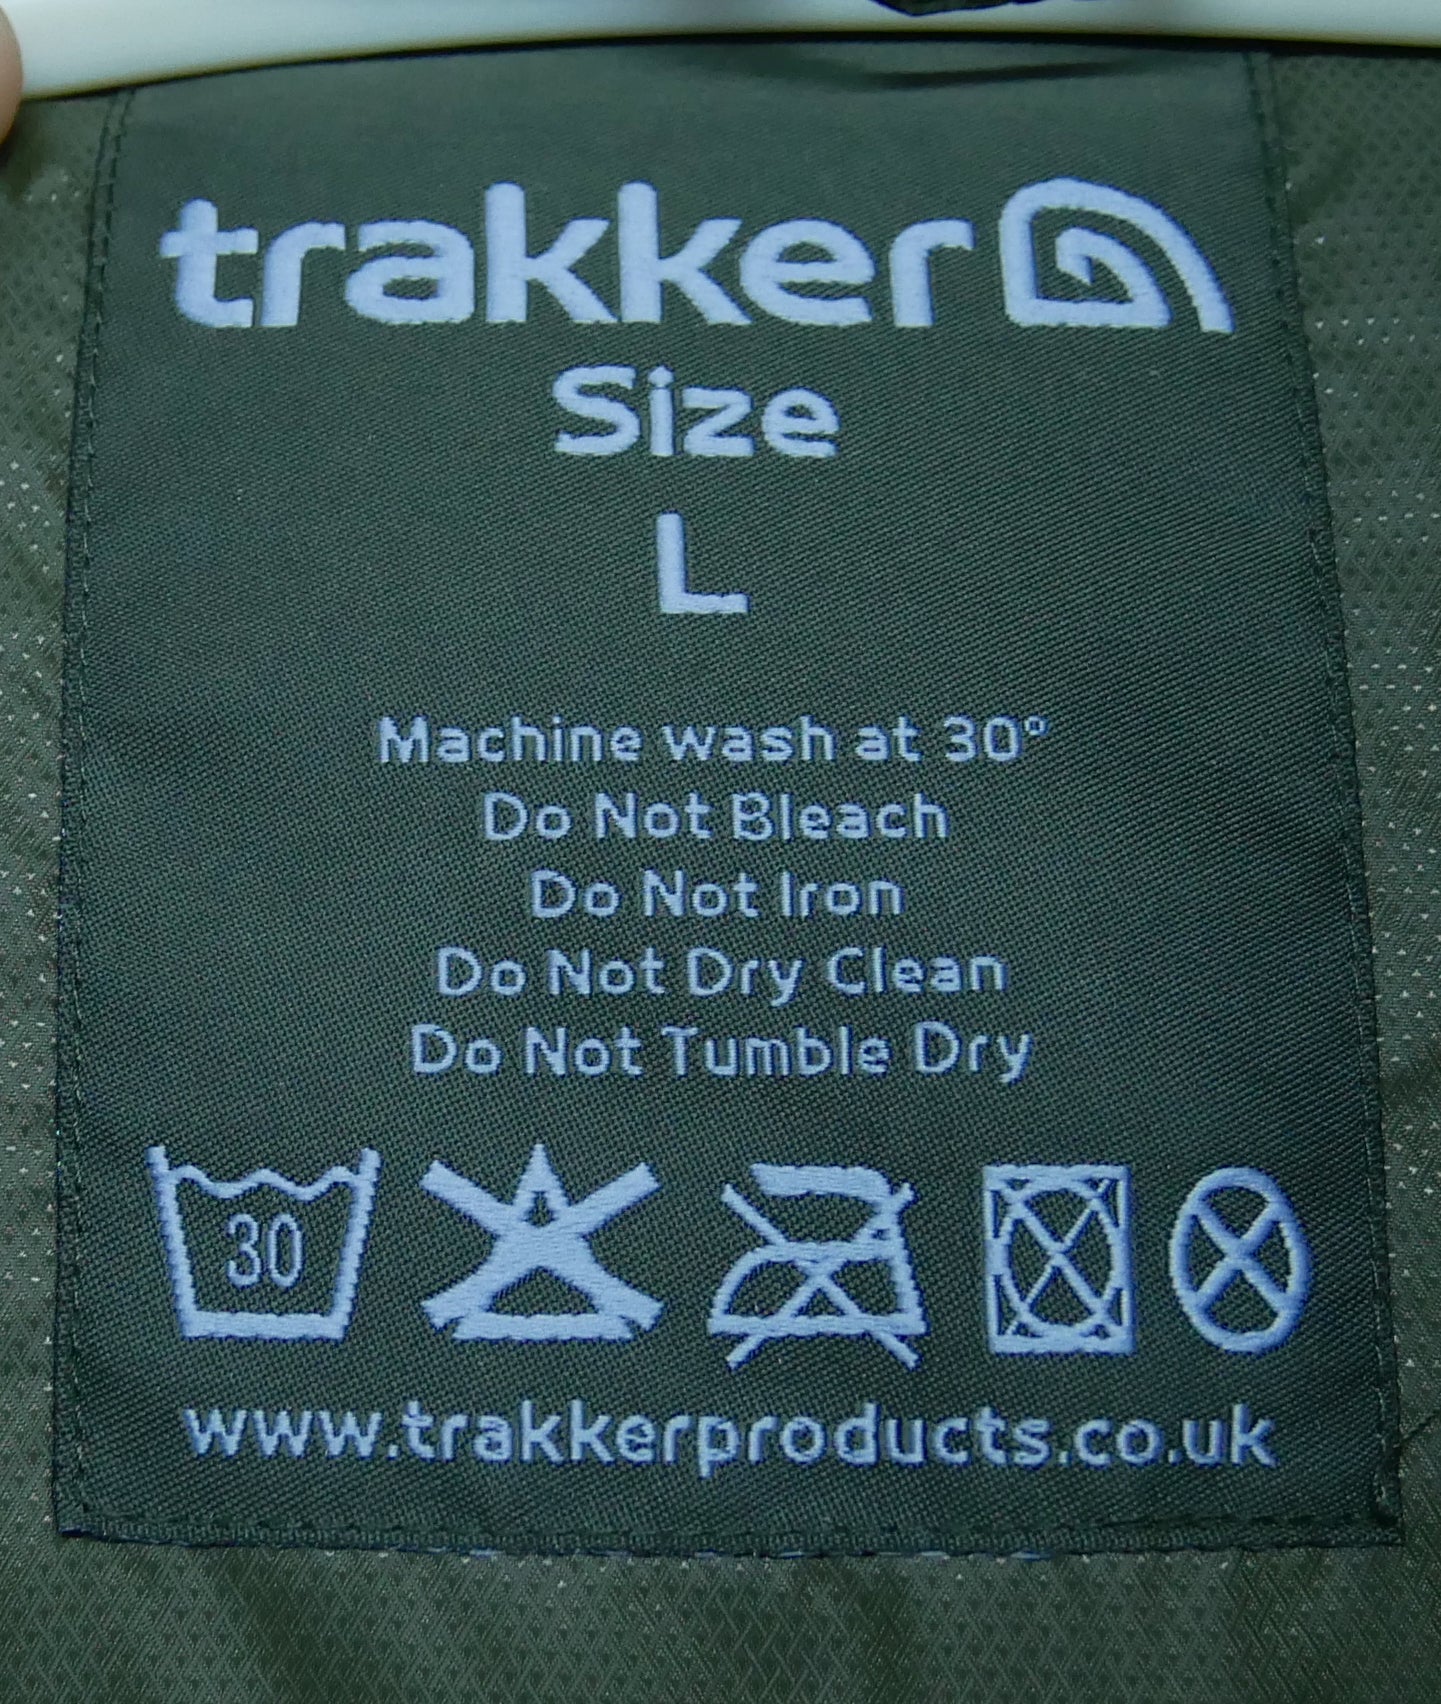 trakker
Size
L
Machine wash at 30°
Do Not Bleach
Do Not Iron
Do Not Dry Clean
Do Not Tumble Dry
30
www.trakkerproducts.co.uk